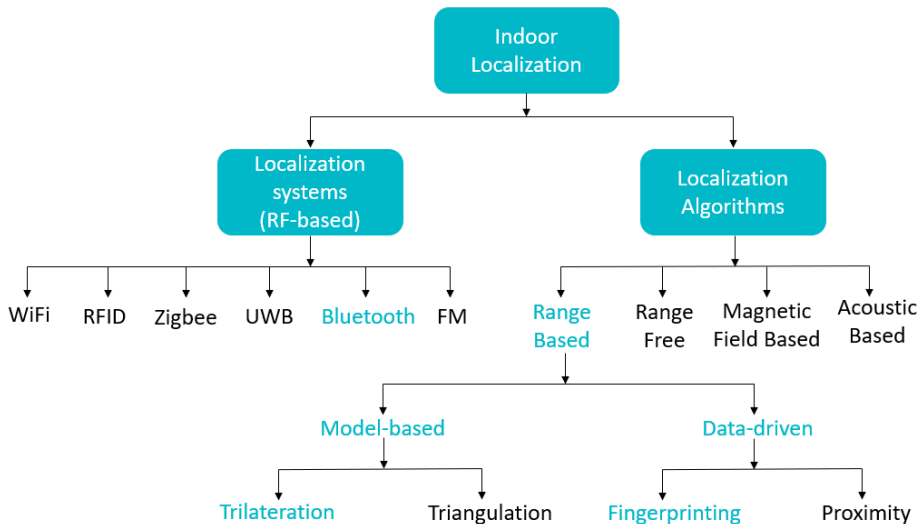 Indoor
Localization
Localization
systems
(RF-based)
Localization
Algorithms
WiFi
RFID
Zigbee
UWB
Bluetooth
FM
Range
Based
Range
Free
Magnetic
Field Based
Acoustic
Based
Model-based
Data-driven
Trilateration
Triangulation
Fingerprinting
Proximity